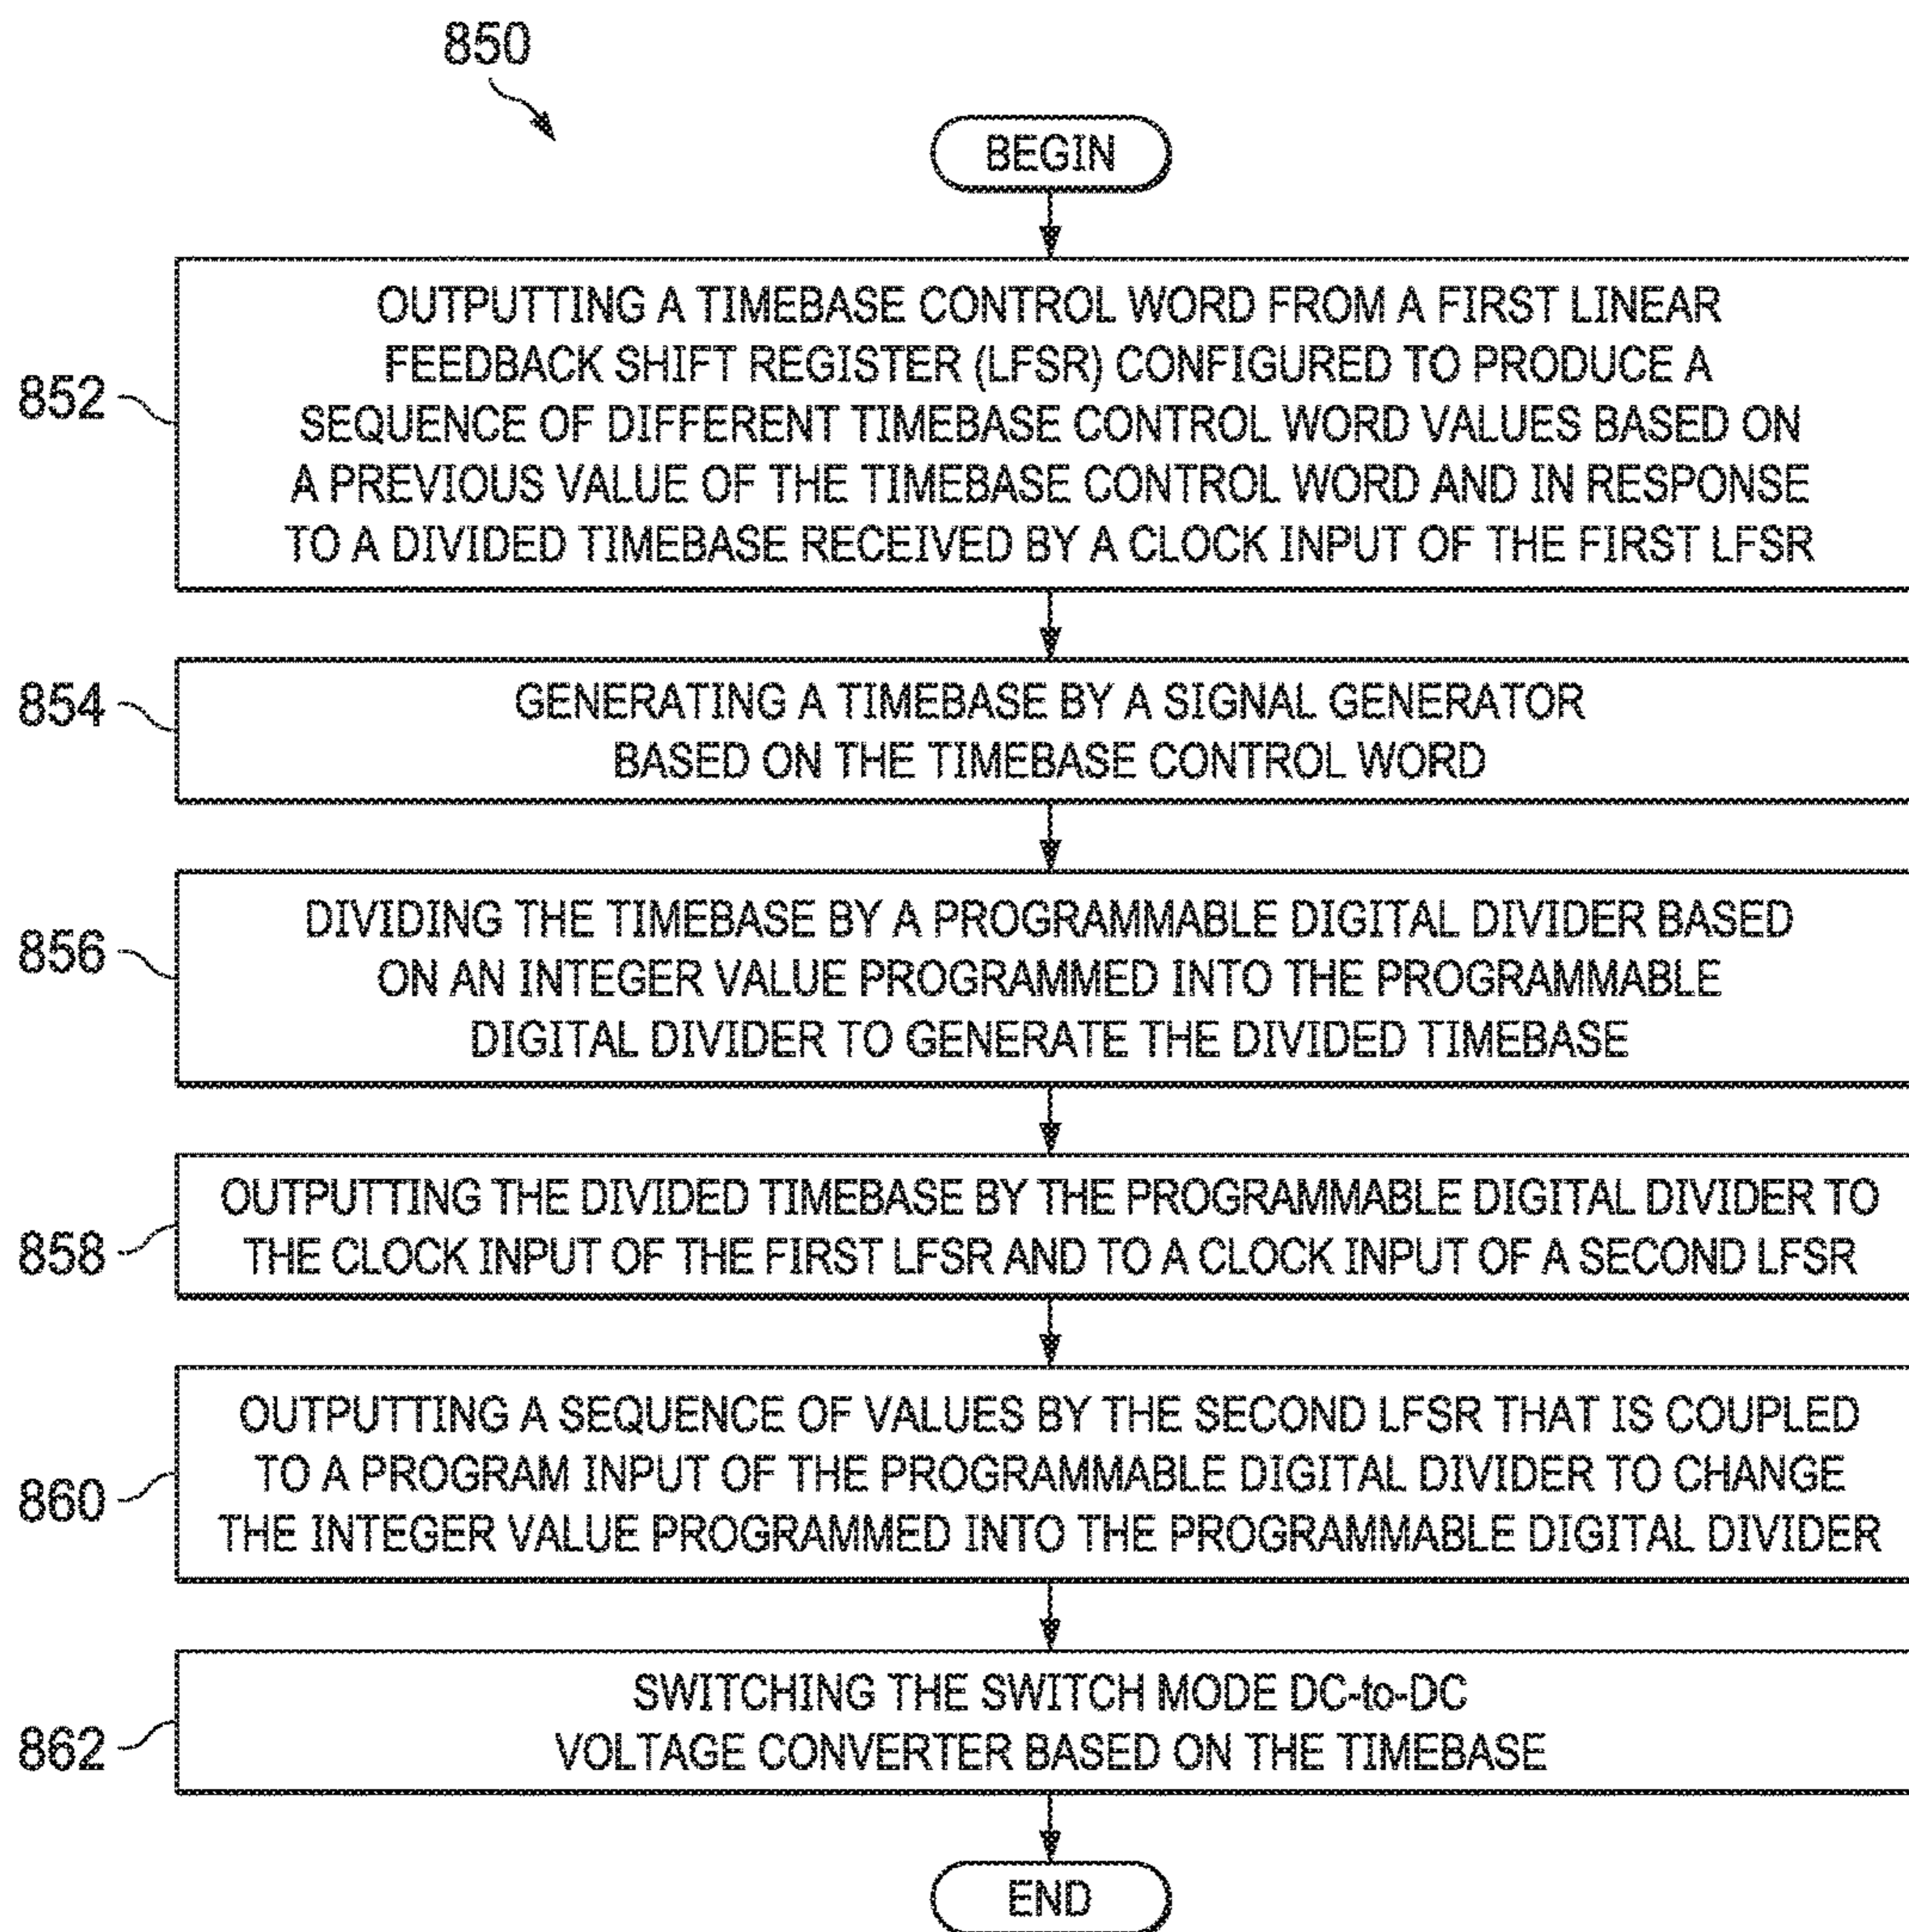 850
BEGIN
OUTPUTTING A TIMEBASE CONTROL WORD FROM A FIRST LINEAR
FEEDBACK SHIFT REGISTER (LFSR) CONFIGURED TO PRODUCE A
852
SEQUENCE OF DIFFERENT TIMEBASE CONTROL WORD VALUES BASED ON
A PREVIOUS VALUE OF THE TIMEBASE CONTROL WORD AND IN RESPONSE
TO A DIVIDED TIMEBASE RECEIVED BY A CLOCK INPUT OF THE FIRST LFSR
854
GENERATING A TIMEBASE BY A SIGNAL GENERATOR
BASED ON THE TIMEBASE CONTROL WORD
856
DIVIDING THE TIMEBASE BY A PROGRAMMABLE DIGITAL DIVIDER BASED
ON AN INTEGER VALUE PROGRAMMED INTO THE PROGRAMMABLE
DIGITAL DIVIDER TO GENERATE THE DIVIDED TIMEBASE
858
OUTPUTTING THE DIVIDED TIMEBASE BY THE PROGRAMMABLE DIGITAL DIVIDER TO
THE CLOCK INPUT OF THE FIRST LFSR AND TO A CLOCK INPUT OF A SECOND LFSR
860
OUTPUTTING A SEQUENCE OF VALUES BY THE SECOND LFSR THAT IS COUPLED
TO A PROGRAM INPUT OF THE PROGRAMMABLE DIGITAL DIVIDER TO CHANGE
THE INTEGER VALUE PROGRAMMED INTO THE PROGRAMMABLE DIGITAL DIVIDER
862
SWITCHING THE SWITCH MODE DC-to-DC
VOLTAGE CONVERTER BASED ON THE TIMEBASE
END